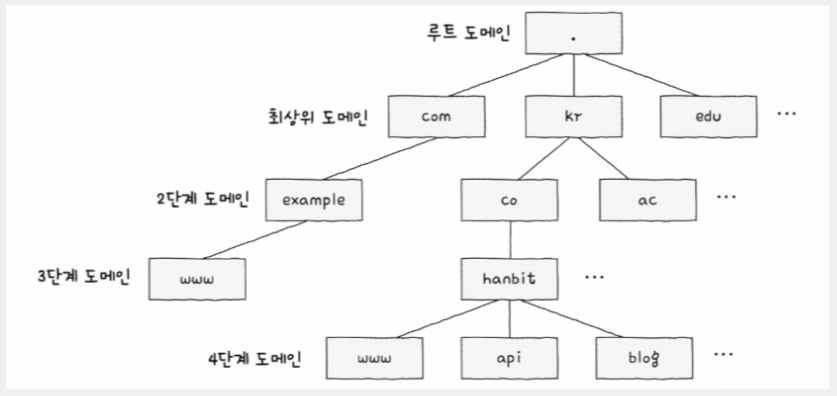 루트 도메인 .
최상위 도메인 com kr edu ...
2단계 도메인 example co ac ...
3단계 도메인 www hanbit ...
4단계 도메인 www api blog ...